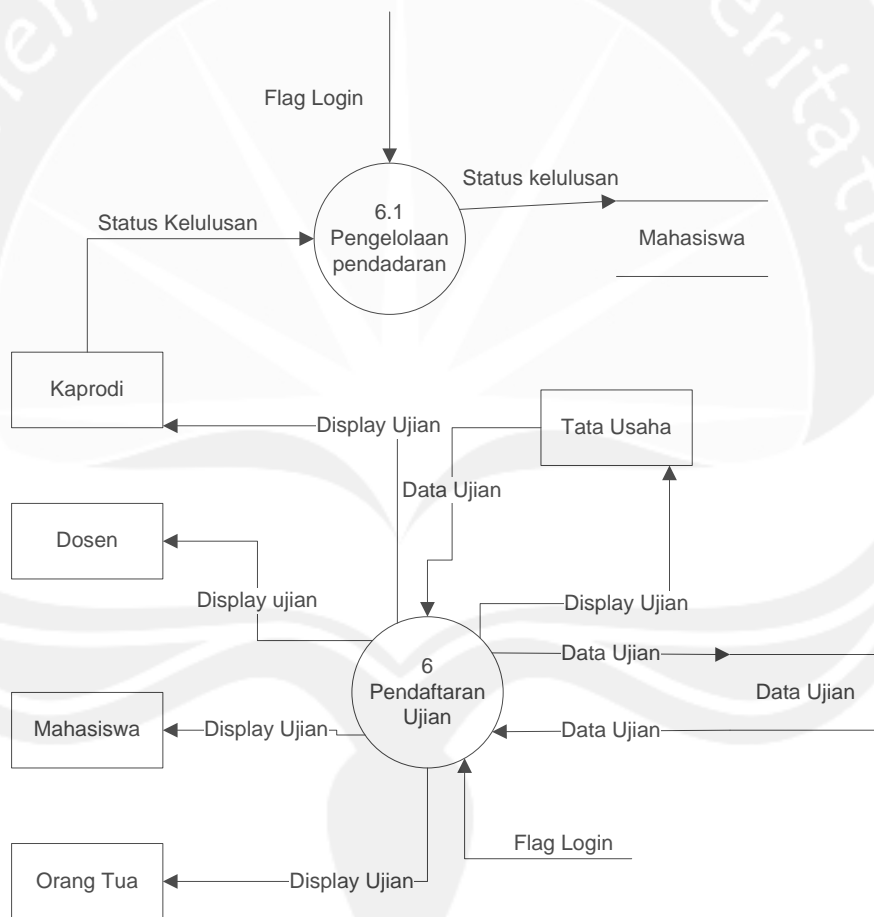 Flag Login
Status kelulusan
6.1
Pengelolaan
pendadaran
Status Kelulusan
Mahasiswa
Kaprodi
Display Ujian
Tata Usaha
Data Ujian
Dosen
Display ujian
Display Ujian
6
Pendaftaran
Ujian
Data Ujian
Data Ujian
Mahasiswa
Display Ujian
Data Ujian
Flag Login
Orang Tua
Display Ujian